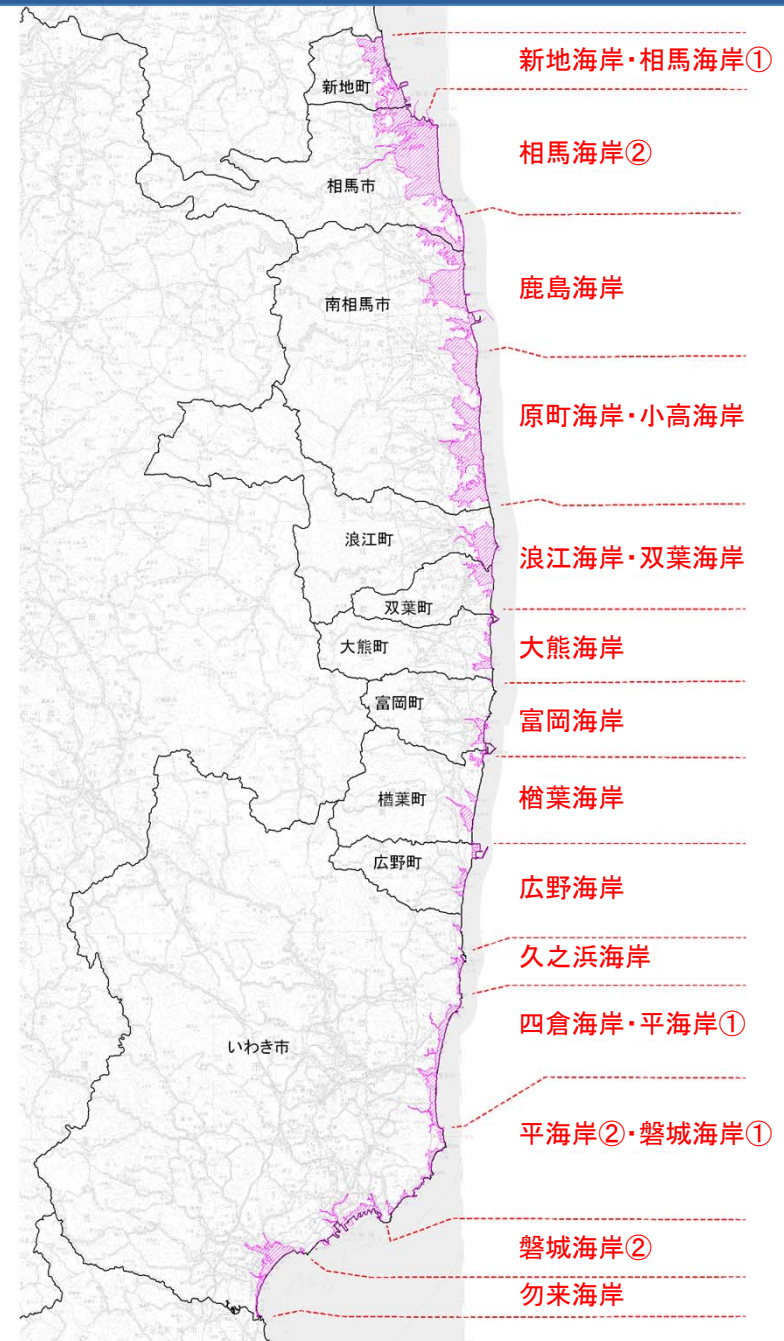 新地海岸・相馬海岸①
新地町
相馬海岸②
相馬市
鹿島海岸
南相馬市
原町海岸・小高海岸
浪江町
浪江海岸・双葉海岸
双葉町
大熊町
大熊海岸
富岡町
富岡海岸
楢葉町
楢葉海岸
広野町
広野海岸
久之浜海岸
四倉海岸・平海岸①
いわき市
平海岸②・磐城海岸①
磐城海岸②
勿来海岸